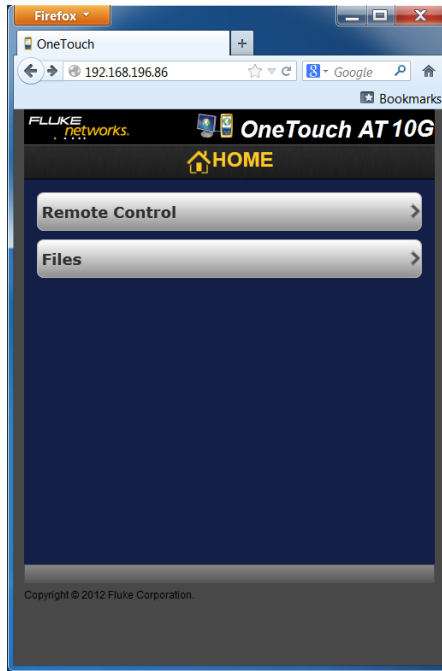 Firefox
OneTouch
192.168.196.86
Google
Bookmarks
FLUKE
networks.
OneTouch AT 10G
HOME
Remote Control
Files
Copyright © 2012 Fluke Corporation.